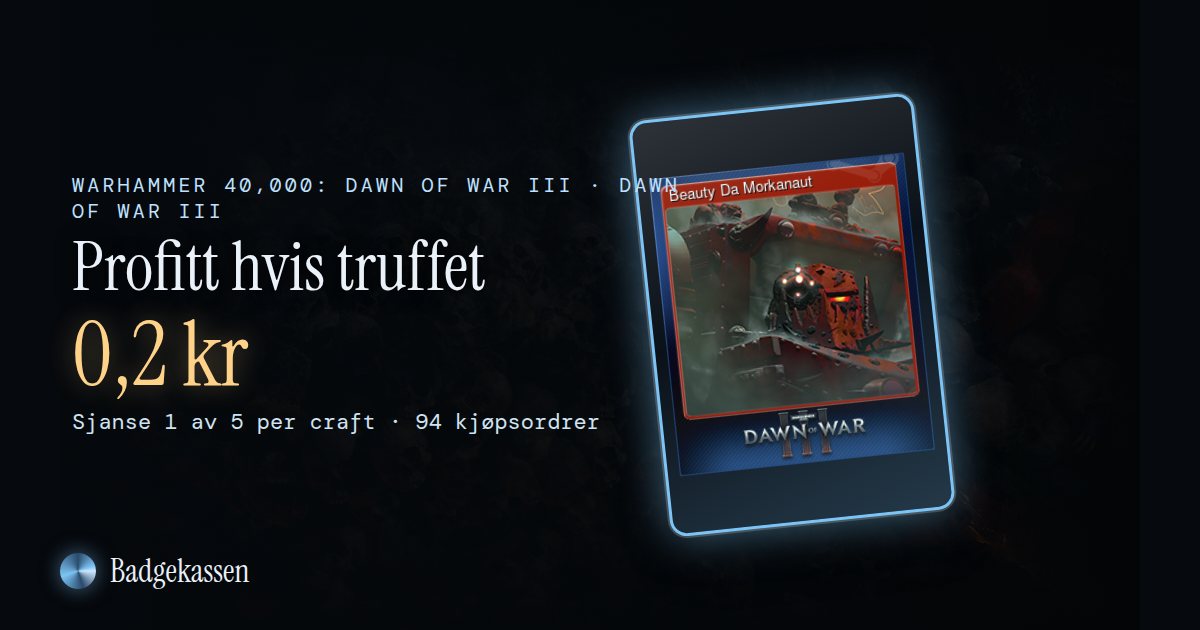 WARHAMMER 40,000: DAWN OF WAR III · DAWN
OF WAR III
Profitt hvis truffet
0,2 kr
Sjanse 1 av 5 per craft · 94 kjøpsordrer
Badgekassen
Beauty Da Morkanaut
DAWN OF WAR
III